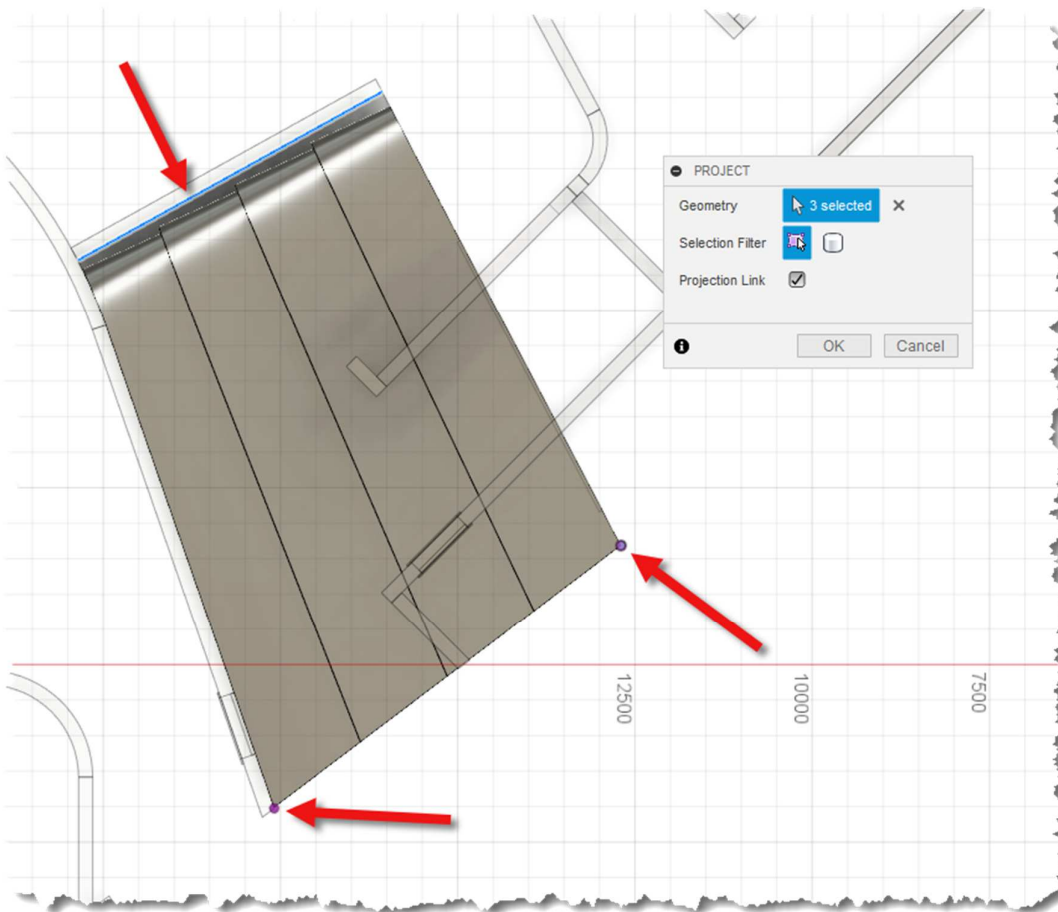 PROJECT
Geometry 3 selected
Selection Filter
Projection Link
OK Cancel
12500
10000
7500